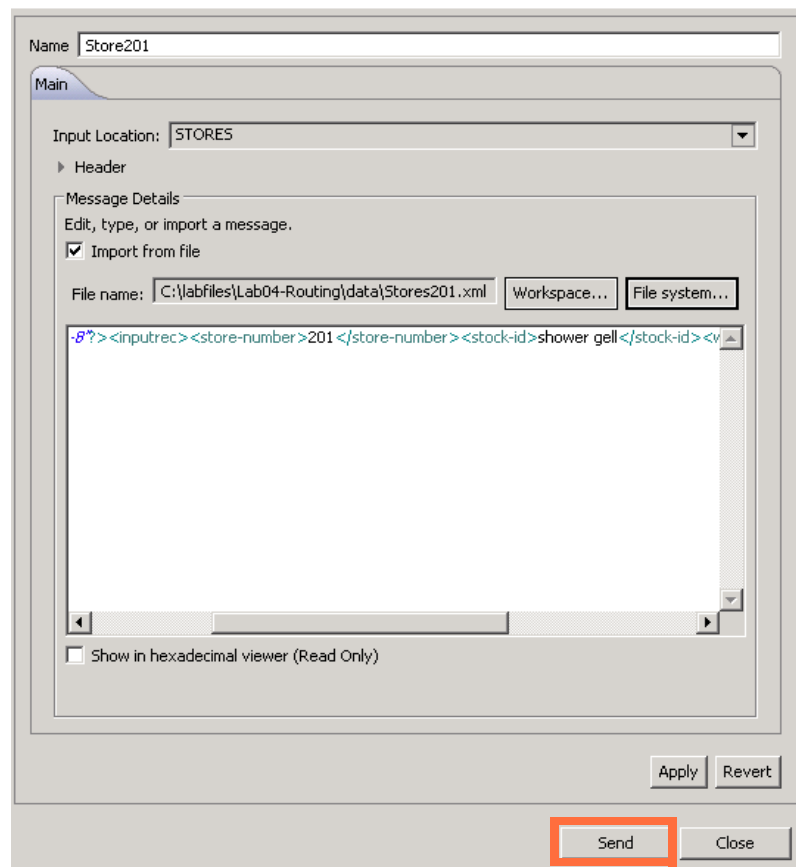 Name Store201
Main
Input Location: STORES
Header
Message Details
Edit, type, or import a message.
Import from file
File name: C:\labfiles\Lab04-Routing\data\Stores201.xml Workspace... File system...
-8"?><inputrec><store-number>201</store-number><stock-id>shower gell</stock-id><w
Show in hexadecimal viewer (Read Only)
Apply Revert
Send Close